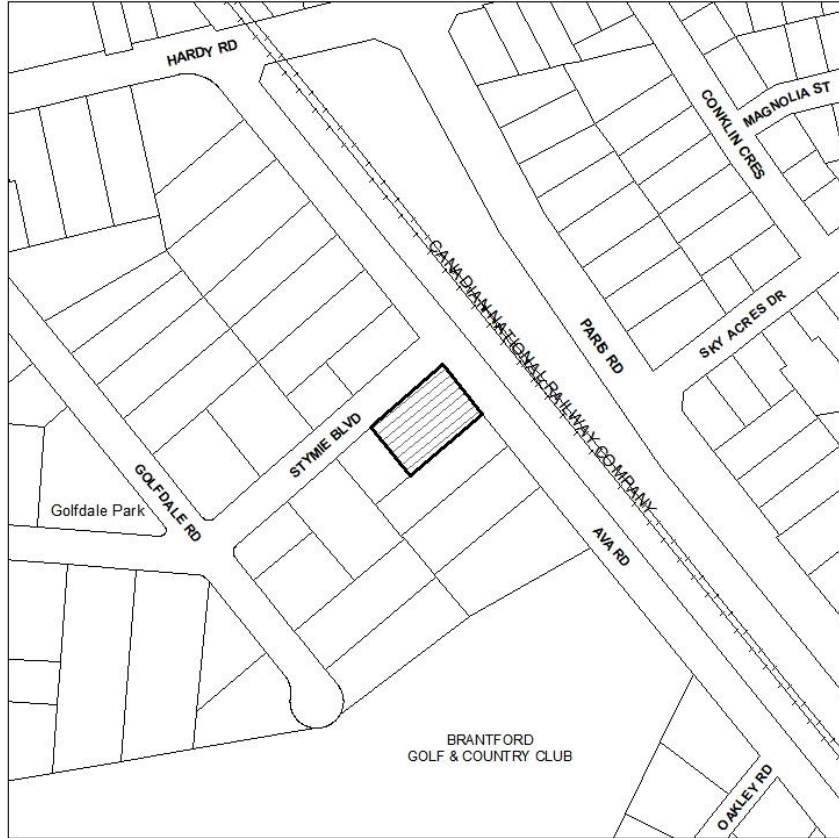 HARDY RD
CONKLIN CRES
MAGNOLIA ST
CANADIAN NATIONAL RAILWAY COMPANY
PARIS RD
SKY ACRES DR
STYMIE BLVD
GOLFDALE RD
Golfdale Park
AVA RD
BRANTFORD
GOLF & COUNTRY CLUB
OAKLEY RD